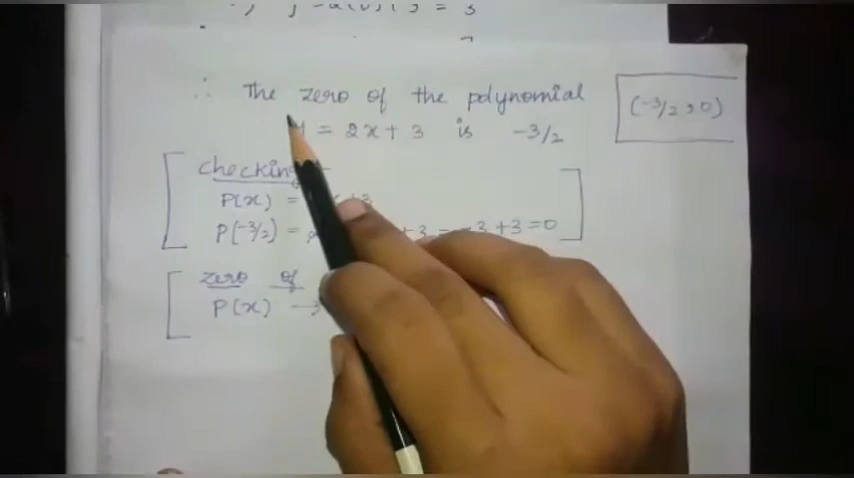 ∴ The zero of the polynomial
= 2x + 3 is -3/2
(-3/2, 0)
checking
P(x) =
P(-3/2) = + 3 = -3 + 3 = 0
zero of
P(x) →